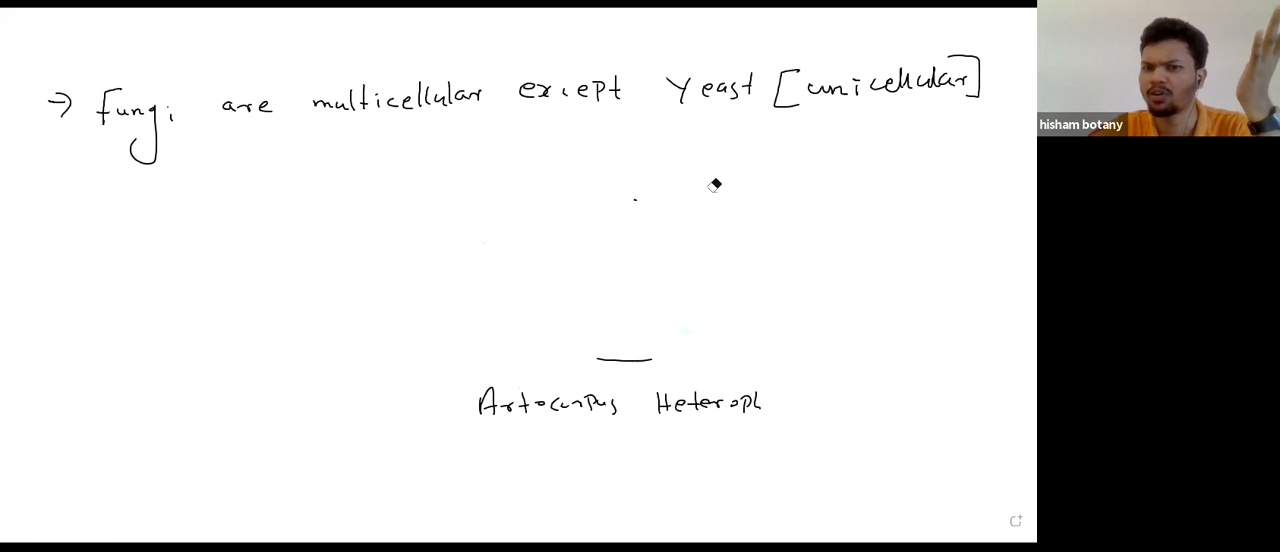 → Fungi are multicellular except Yeast [unicellular]
hisham botany
Artocarpus Heteroph